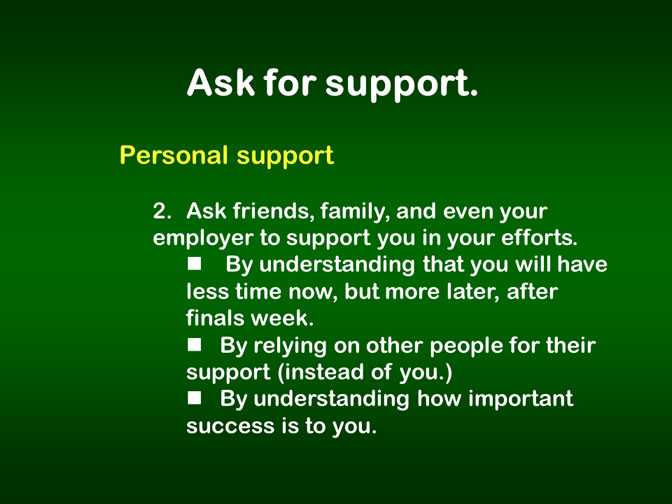 Ask for support.
Personal support
2. Ask friends, family, and even your
employer to support you in your efforts.
■ By understanding that you will have
less time now, but more later, after
finals week.
■ By relying on other people for their
support (instead of you.)
■ By understanding how important
success is to you.